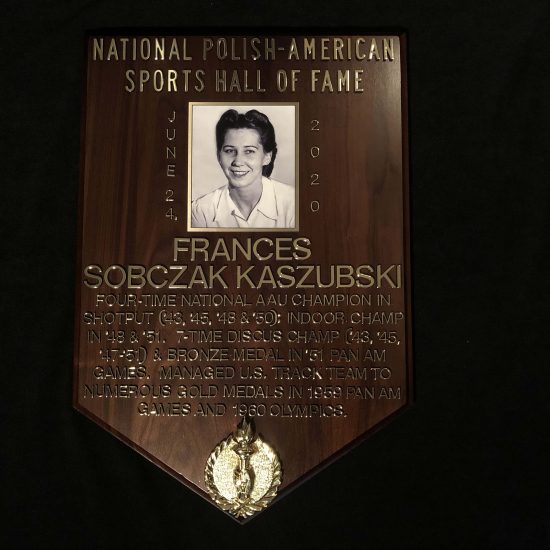 NATIONAL POLISH-AMERICAN
SPORTS HALL OF FAME
JUNE 24,
2020
FRANCES
SOBCZAK KASZUBSKI
FOUR-TIME NATIONAL AAU CHAMPION IN
SHOTPUT ('43, '45, '48 & '50); INDOOR CHAMP
IN '48 & '51. 7-TIME DISCUS CHAMP ('43, '45,
'47-'51) & BRONZE MEDAL IN '51 PAN AM
GAMES. MANAGED U.S. TRACK TEAM TO
NUMEROUS GOLD MEDALS IN 1959 PAN AM
GAMES AND 1960 OLYMPICS.